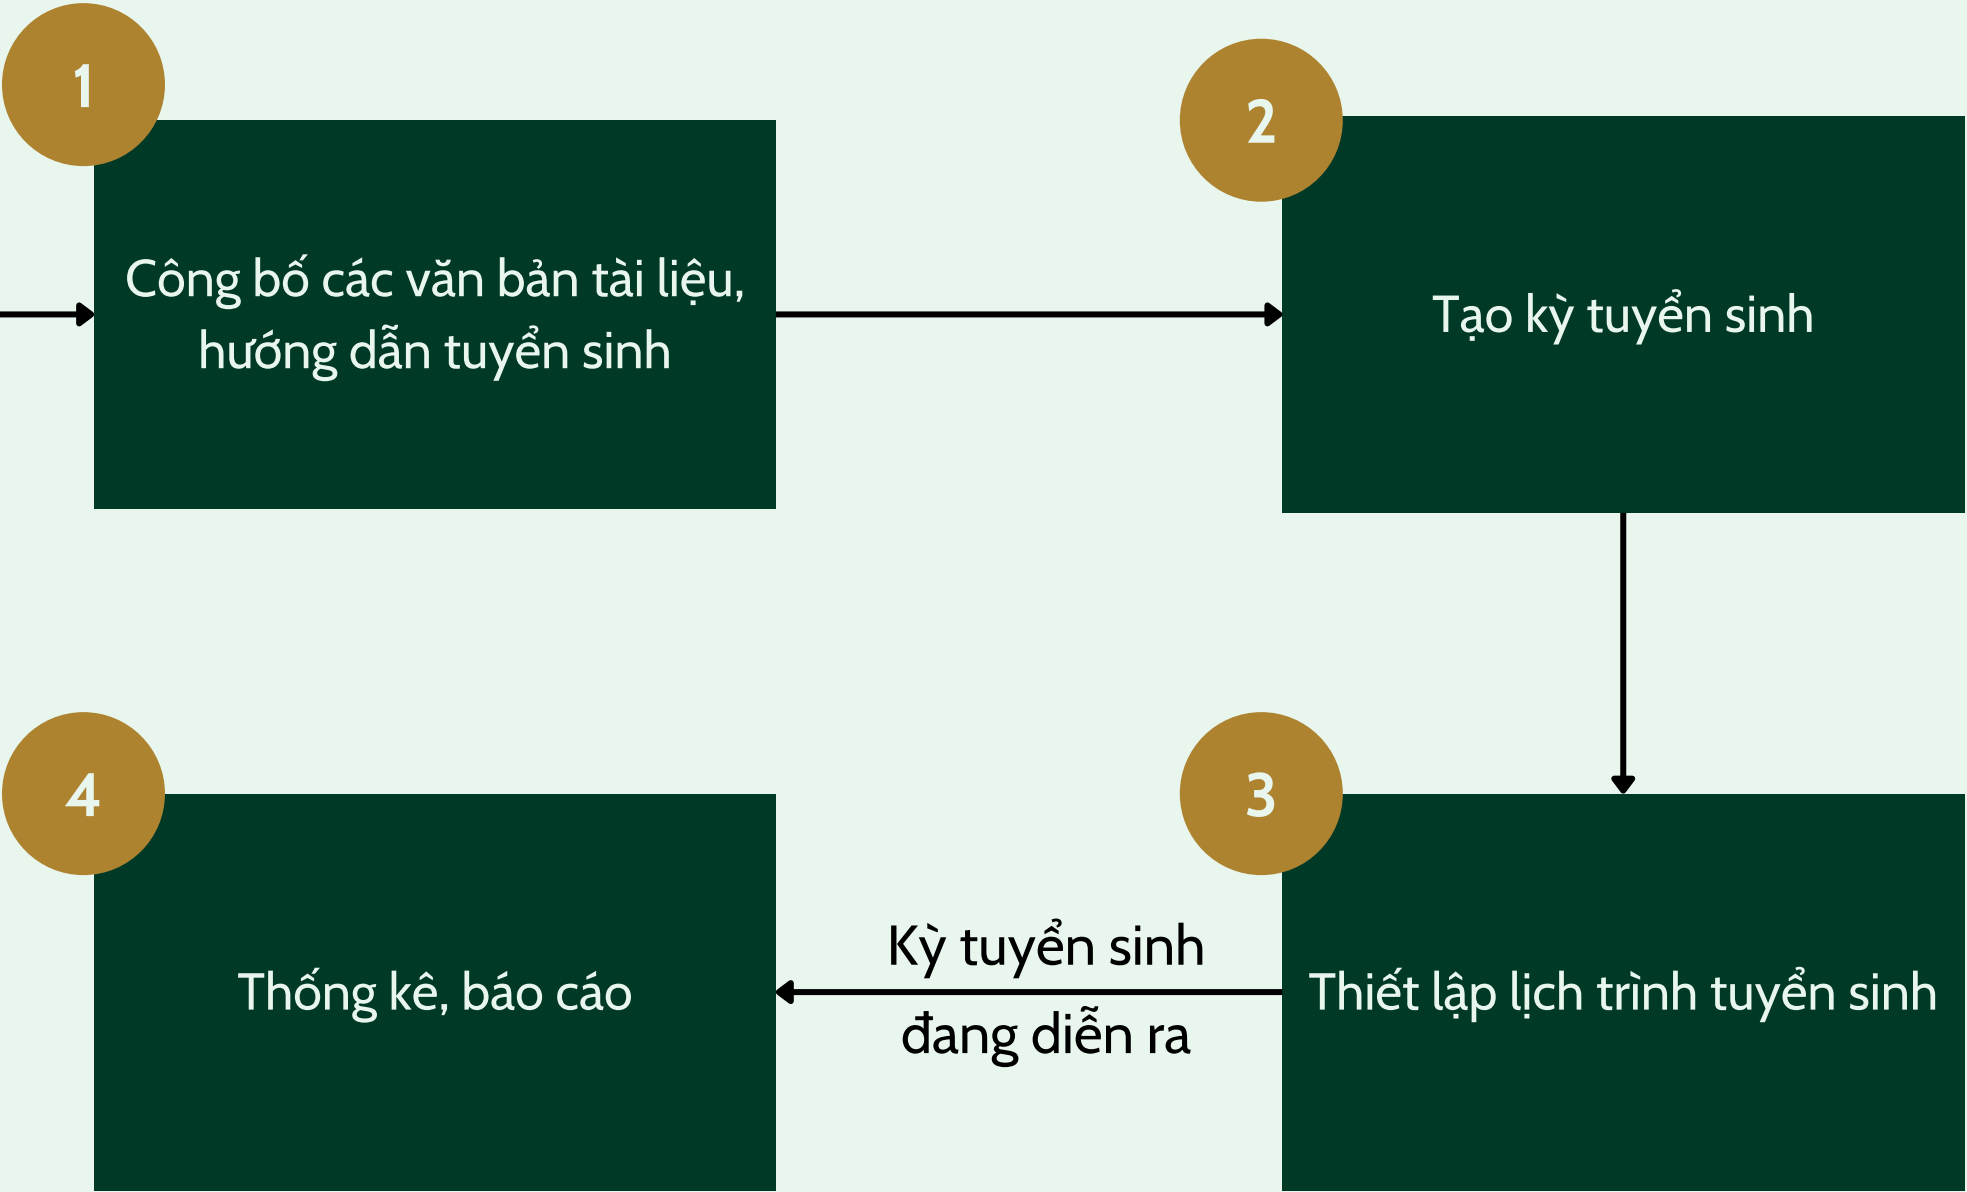 1
Công bố các văn bản tài liệu,
hướng dẫn tuyển sinh
2
Tạo kỳ tuyển sinh
3
Thiết lập lịch trình tuyển sinh
Kỳ tuyển sinh
đang diễn ra
4
Thống kê, báo cáo